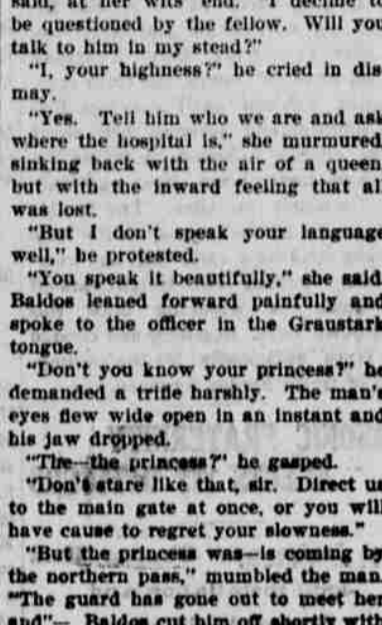 said, at her wits' end. "I decline to
be questioned by the fellow. Will you
talk to him in my stead?"
"I, your highness?" he cried in dis
may.
"Yes. Tell him who we are and ask
where the hospital is," she murmured
sinking back with the air of a queen
but with the inward feeling that al
was lost.
"But I don't speak your language
well," he protested.
"You speak it beautifully," she said
Baldos leaned forward painfully and
spoke to the officer in the Graustark
tongue.
"Don't you know your princess?" he
demanded a trifle harshly. The man's
eyes flew wide open in an instant and
his jaw dropped.
"The—the princess?" he gasped.
"Don't stare like that, sir. Direct us
to the main gate at once, or you will
have cause to regret your slowness."
"But the princess was—is coming by
the northern pass," mumbled the man.
"The guard has gone out to meet her
and"— Baldos cut him off shortly with